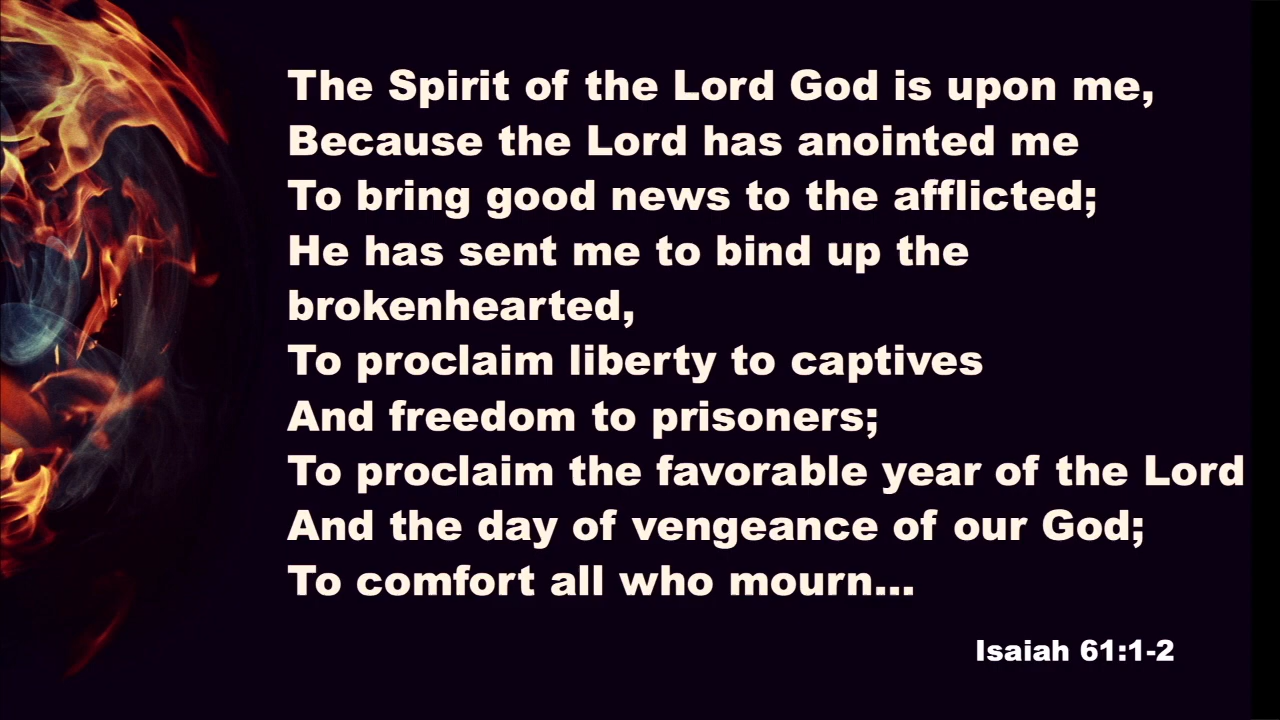 The Spirit of the Lord God is upon me,
Because the Lord has anointed me
To bring good news to the afflicted;
He has sent me to bind up the
brokenhearted,
To proclaim liberty to captives
And freedom to prisoners;
To proclaim the favorable year of the Lord
And the day of vengeance of our God;
To comfort all who mourn...
Isaiah 61:1-2